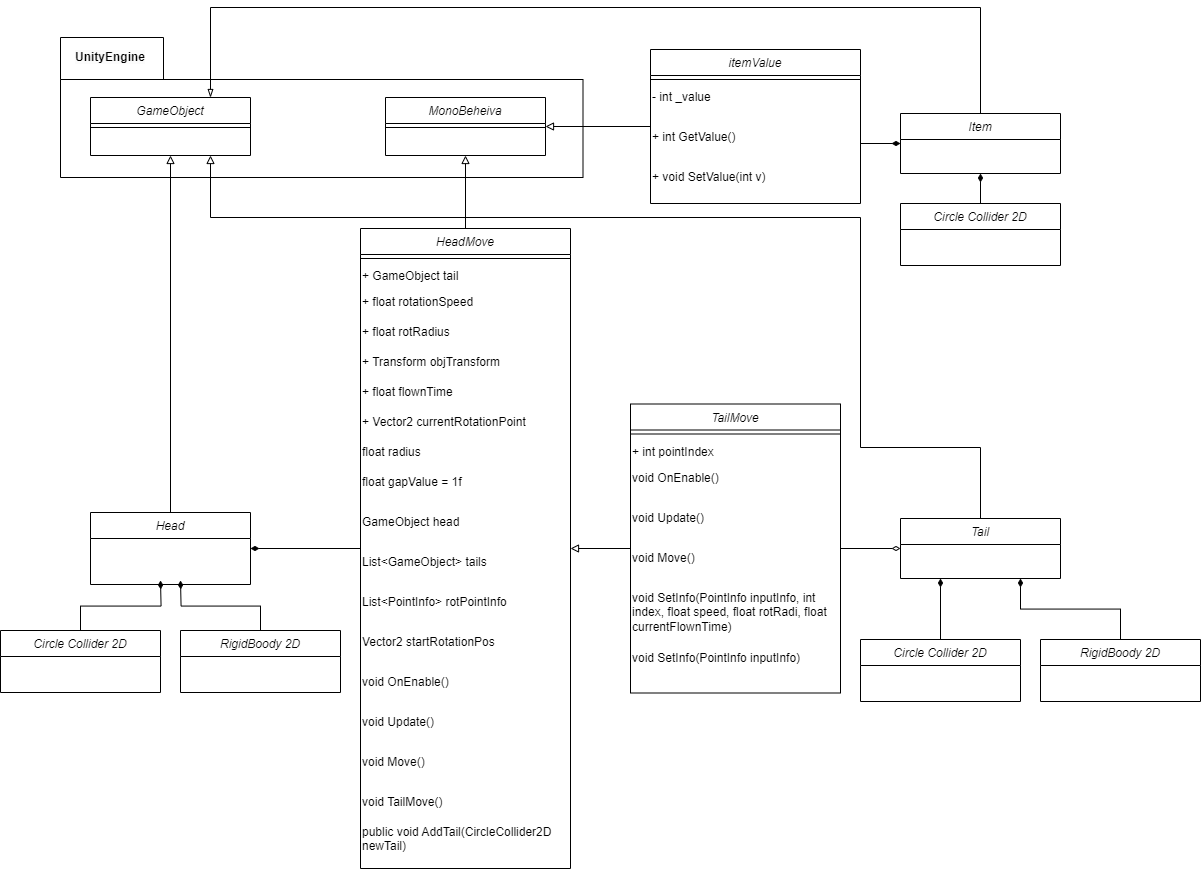 UnityEngine
GameObject
MonoBeheiva
itemValue
- int _value
+ int GetValue()
+ void SetValue(int v)
Item
Circle Collider 2D
HeadMove
+ GameObject tail
+ float rotationSpeed
+ float rotRadius
+ Transform objTransform
+ float flownTime
+ Vector2 currentRotationPoint
float radius
float gapValue = 1f
GameObject head
List<GameObject> tails
List<PointInfo> rotPointInfo
Vector2 startRotationPos
void OnEnable()
void Update()
void Move()
void TailMove()
public void AddTail(CircleCollider2D
newTail)
TailMove
+ int pointIndex
void OnEnable()
void Update()
void Move()
void SetInfo(PointInfo inputInfo, int
index, float speed, float rotRadi, float
currentFlownTime)
void SetInfo(PointInfo inputInfo)
Head
Circle Collider 2D
RigidBoody 2D
Tail
Circle Collider 2D
RigidBoody 2D